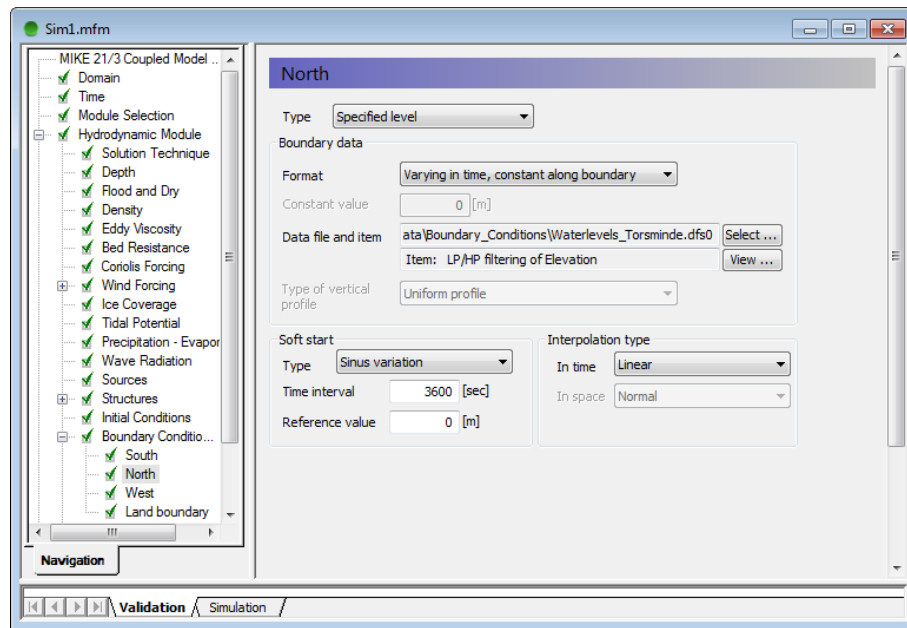 Sim1.mfm
MIKE 21/3 Coupled Model ..
Domain
Time
Module Selection
Hydrodynamic Module
Solution Technique
Depth
Flood and Dry
Density
Eddy Viscosity
Bed Resistance
Coriolis Forcing
Wind Forcing
Ice Coverage
Tidal Potential
Precipitation - Evapor
Wave Radiation
Sources
Structures
Initial Conditions
Boundary Conditio...
South
North
West
Land boundary
Navigation
North
Type Specified level
Boundary data
Format Varying in time, constant along boundary
Constant value 0 [m]
Data file and item ata\Boundary_Conditions\Waterlevels_Torsminde.dfs0 Select ...
Item: LP/HP filtering of Elevation View ...
Type of vertical
profile
Uniform profile
Soft start
Type Sinus variation
Time interval 3600 [sec]
Reference value 0 [m]
Interpolation type
In time Linear
In space Normal
Validation Simulation